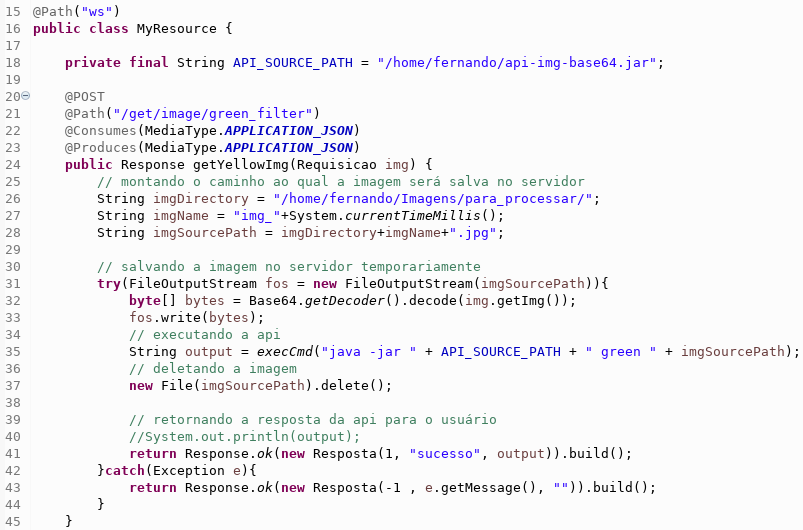 15 @Path("ws")
16 public class MyResource {
17
18     private final String API_SOURCE_PATH = "/home/fernando/api-img-base64.jar";
19
20     @POST
21     @Path("/get/image/green_filter")
22     @Consumes(MediaType.APPLICATION_JSON)
23     @Produces(MediaType.APPLICATION_JSON)
24     public Response getYellowImg(Requisicao img) {
25         // montando o caminho ao qual a imagem será salva no servidor
26         String imgDirectory = "/home/fernando/Imagens/para_processar/";
27         String imgName = "img_"+System.currentTimeMillis();
28         String imgSourcePath = imgDirectory+imgName+".jpg";
29
30         // salvando a imagem no servidor temporariamente
31         try(FileOutputStream fos = new FileOutputStream(imgSourcePath)){
32             byte[] bytes = Base64.getDecoder().decode(img.getImg());
33             fos.write(bytes);
34             // executando a api
35             String output = execCmd("java -jar " + API_SOURCE_PATH + " green " + imgSourcePath);
36             // deletando a imagem
37             new File(imgSourcePath).delete();
38
39             // retornando a resposta da api para o usuário
40             //System.out.println(output);
41             return Response.ok(new Resposta(1, "sucesso", output)).build();
42         }catch(Exception e){
43             return Response.ok(new Resposta(-1 , e.getMessage(), "")).build();
44         }
45     }